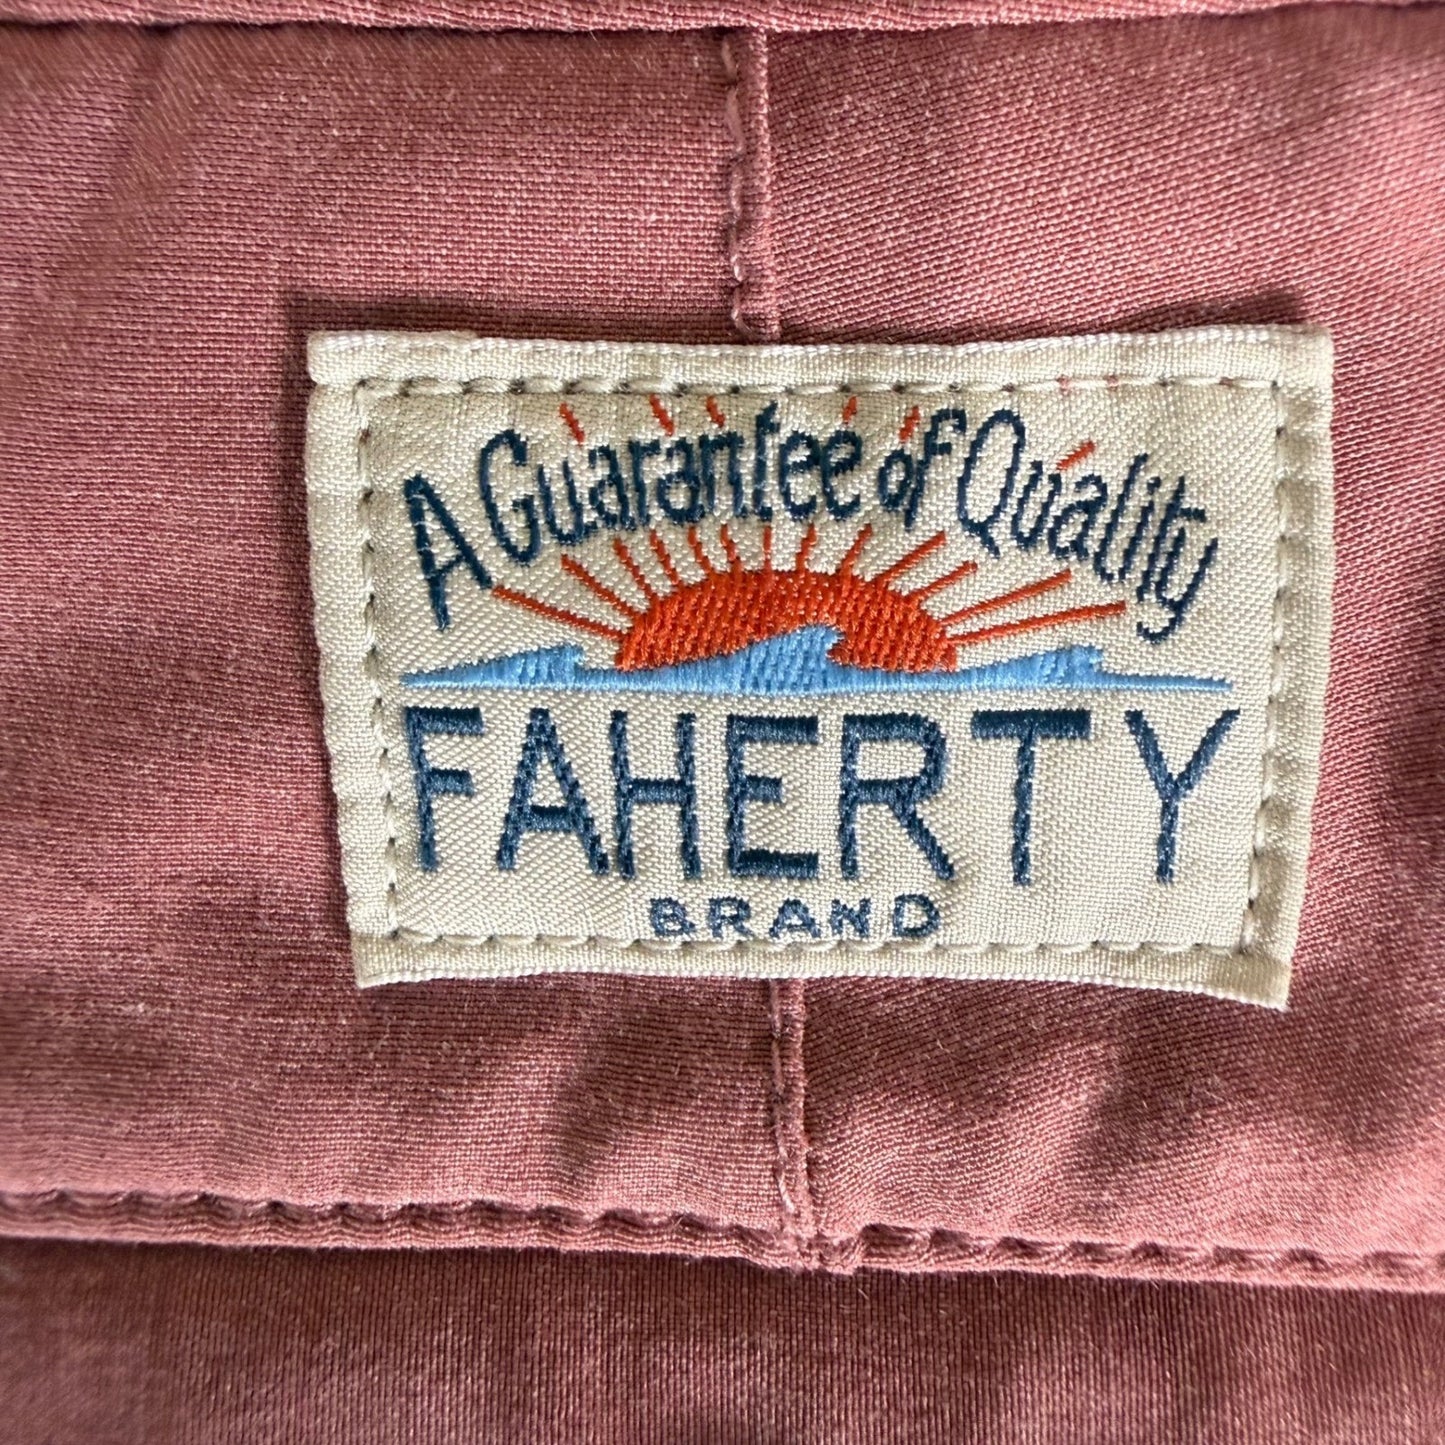 A Guarantee of Quality
FAHERTY
BRAND